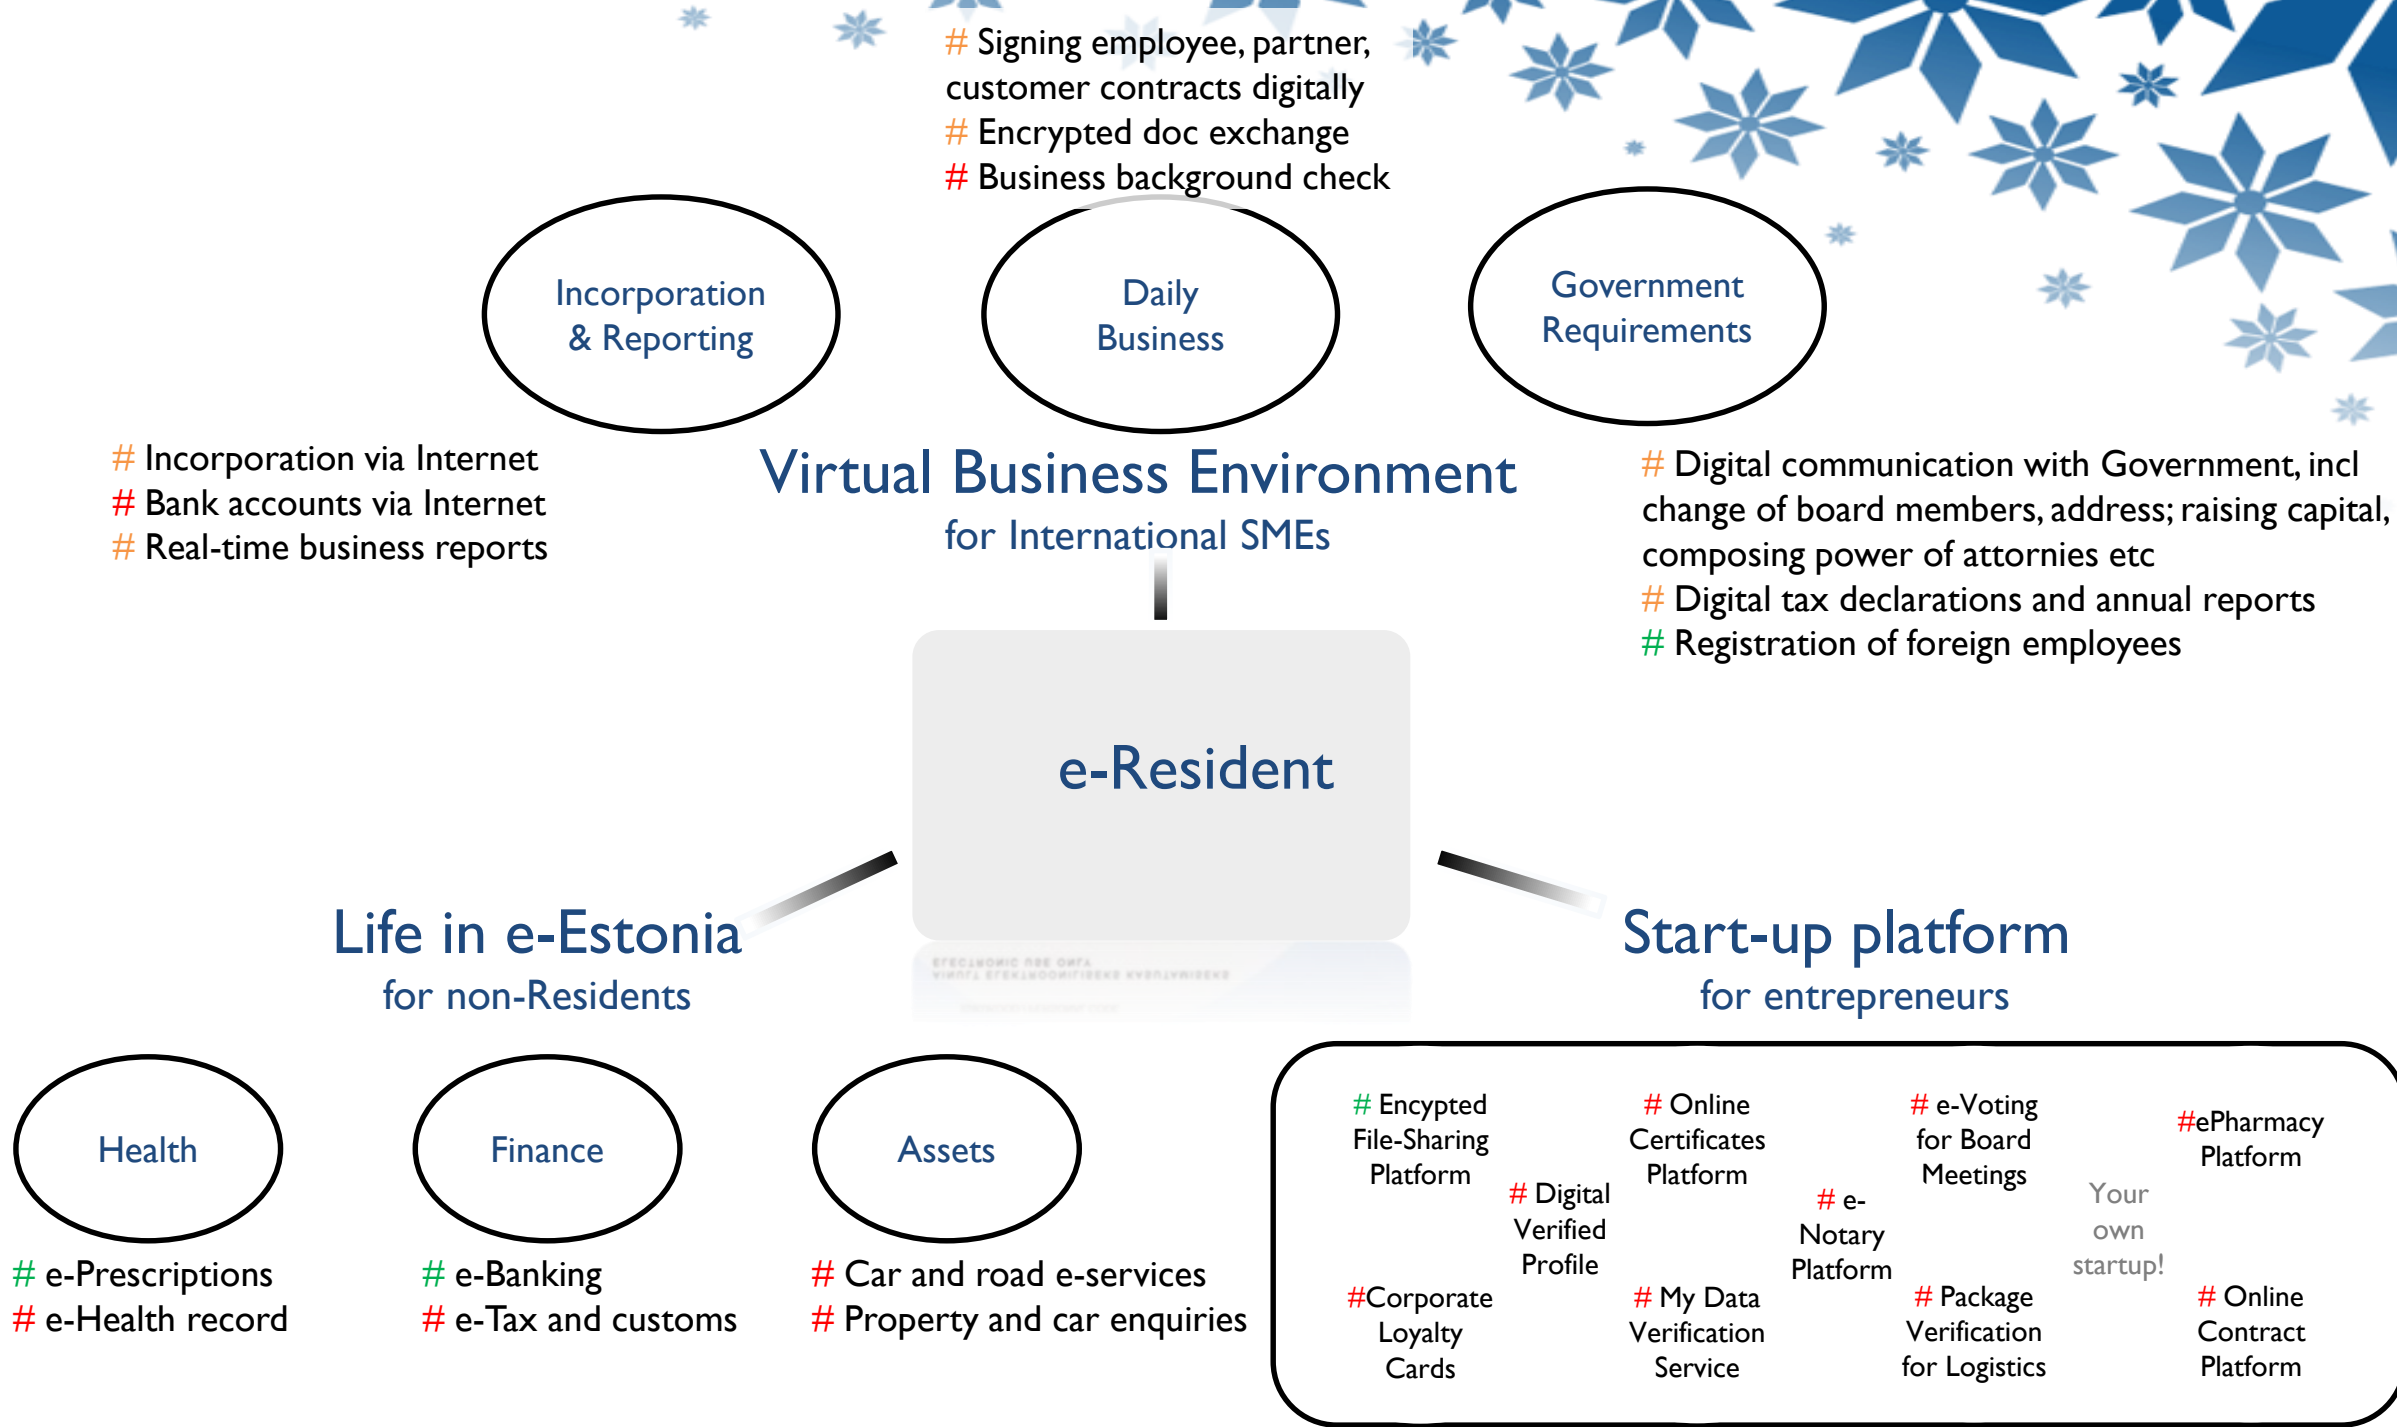 # Signing employee, partner,
customer contracts digitally
# Encrypted doc exchange
# Business background check
Incorporation
& Reporting
Daily
Business
Government
Requirements
# Incorporation via Internet
# Bank accounts via Internet
# Real-time business reports
Virtual Business Environment
for International SMEs
# Digital communication with Government, incl
change of board members, address; raising capital,
composing power of attornies etc
# Digital tax declarations and annual reports
# Registration of foreign employees
e-Resident
ELECTRONIC USE ONLY
AINULT ELEKTROONILISEKS KASUTAMISEKS
Life in e-Estonia
for non-Residents
Start-up platform
for entrepreneurs
Health
Finance
Assets
# e-Prescriptions
# e-Health record
# e-Banking
# e-Tax and customs
# Car and road e-services
# Property and car enquiries
# Encypted
File-Sharing
Platform
# Digital
Verified
Profile
# Online
Certificates
Platform
# e-
Notary
Platform
# e-Voting
for Board
Meetings
Your
own
startup!
#ePharmacy
Platform
#Corporate
Loyalty
Cards
# My Data
Verification
Service
# Package
Verification
for Logistics
# Online
Contract
Platform